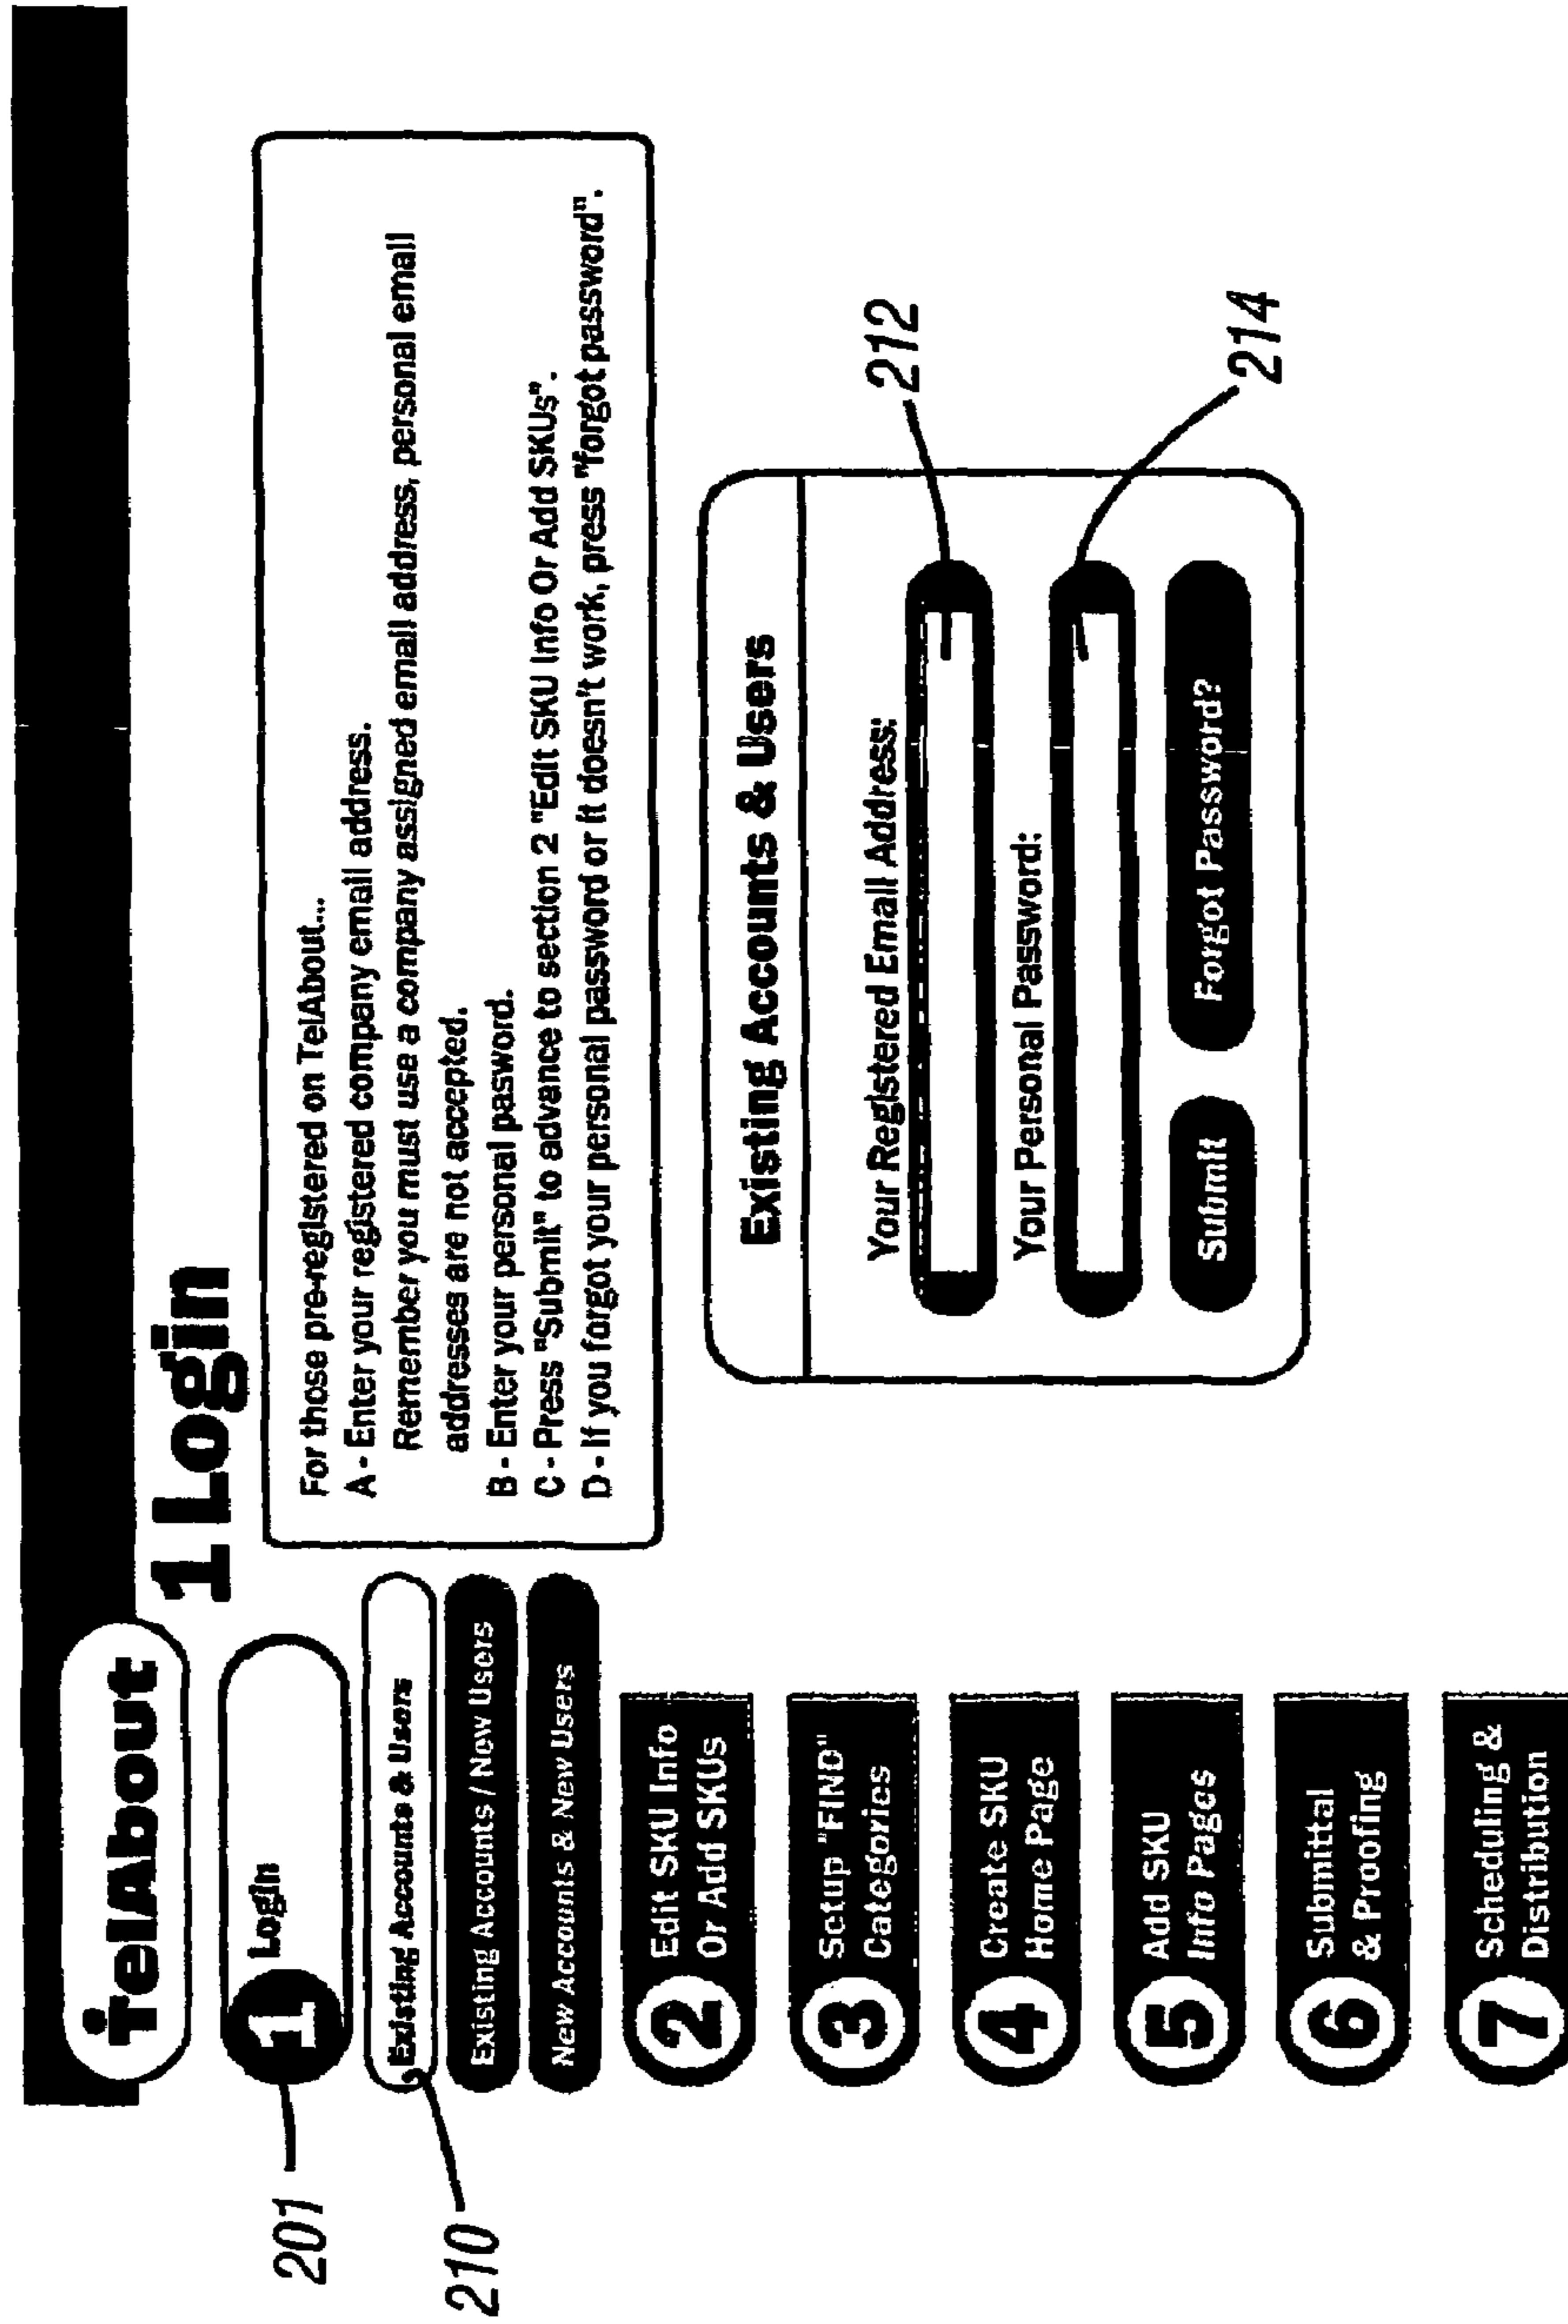 TelAbout
1 Login
201
1 Login
210
Existing Accounts & Users
Existing Accounts / New Users
New Accounts & New Users
2 Edit SKU Info
Or Add SKUs
3 Setup "FIND"
Categories
4 Create SKU
Home Page
5 Add SKU
Info Pages
6 Submittal
& Proofing
7 Scheduling &
Distribution
For those pre-registered on TelAbout...
A - Enter your registered company email address.
Remember you must use a company assigned email address, personal email
addresses are not accepted.
B - Enter your personal pasword.
C - Press "Submit" to advance to section 2 "Edit SKU Info Or Add SKUs".
D - If you forgot your personal password or it doesn't work, press "forgot password".
Existing Accounts & Users
Your Registered Email Address:
212
Your Personal Password:
214
Submit
Forgot Password?